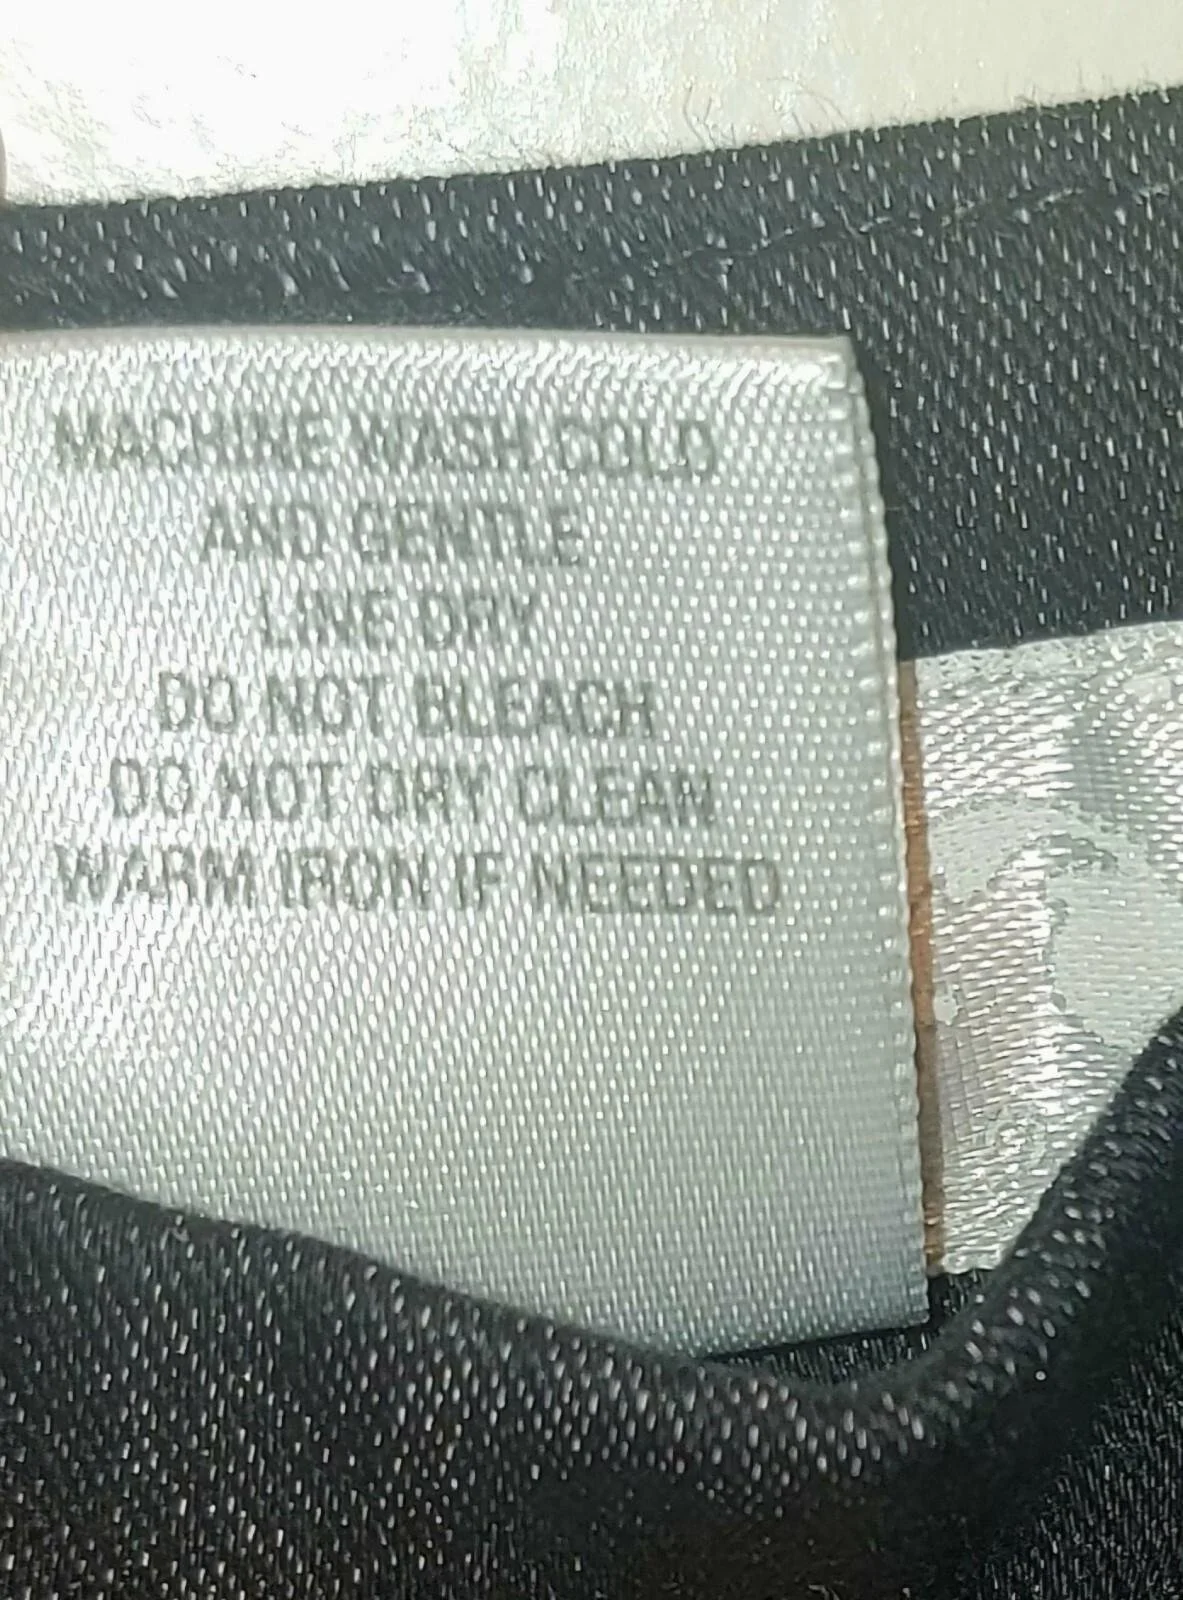 MACHINE WASH COLD
AND GENTLE
LINE DRY
DO NOT BLEACH
DO NOT DRY CLEAN
WARM IRON IF NEEDED